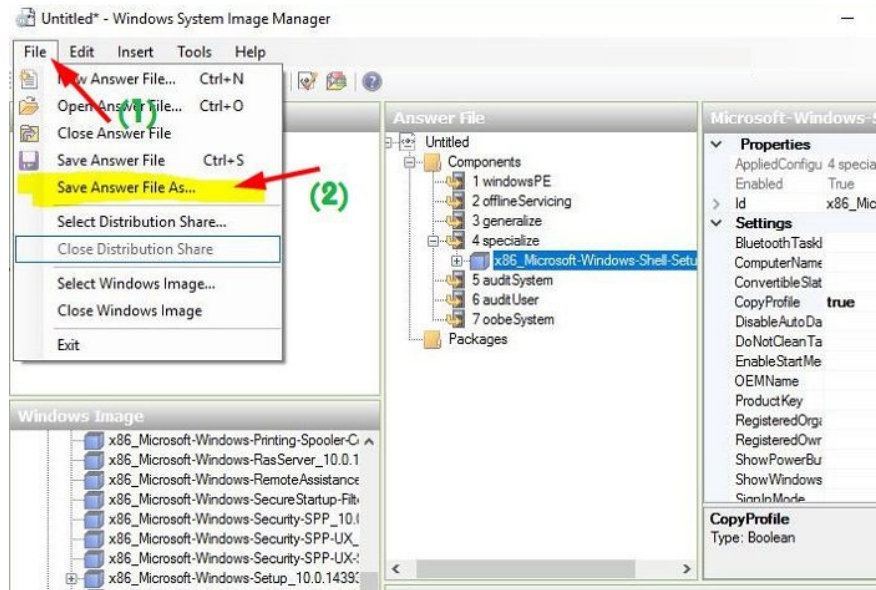 Untitled* - Windows System Image Manager
File Edit Insert Tools Help
Answer File... Ctrl+N
Open Answer File... Ctrl+O
(1)
Close Answer File
Save Answer File Ctrl+S
Save Answer File As...
(2)
Select Distribution Share...
Close Distribution Share
Select Windows Image...
Close Windows Image
Exit
Windows Image
x86_Microsoft-Windows-Printing-Spooler-C
x86_Microsoft-Windows-RasServer_10.0.1
x86_Microsoft-Windows-RemoteAssistance
x86_Microsoft-Windows-SecureStartup-Filt
x86_Microsoft-Windows-Security-SPP_10.0
x86_Microsoft-Windows-Security-SPP-UX_
x86_Microsoft-Windows-Security-SPP-UX-
x86_Microsoft-Windows-Setup_10.0.14393
Answer File
Untitled
Components
1 windowsPE
2 offlineServicing
3 generalize
4 specialize
x86_Microsoft-Windows-Shell-Setu
5 auditSystem
6 auditUser
7 oobeSystem
Packages
Microsoft-Windows-S
Properties
AppliedConfigu 4 specia
Enabled True
Id x86_Mic
Settings
BluetoothTaskl
ComputerName
ConvertibleSlat
CopyProfile true
DisableAutoDa
DoNotCleanTa
EnableStartMe
OEMName
ProductKey
RegisteredOrga
RegisteredOwr
ShowPowerBu
ShowWindows
SignInMode
CopyProfile
Type: Boolean